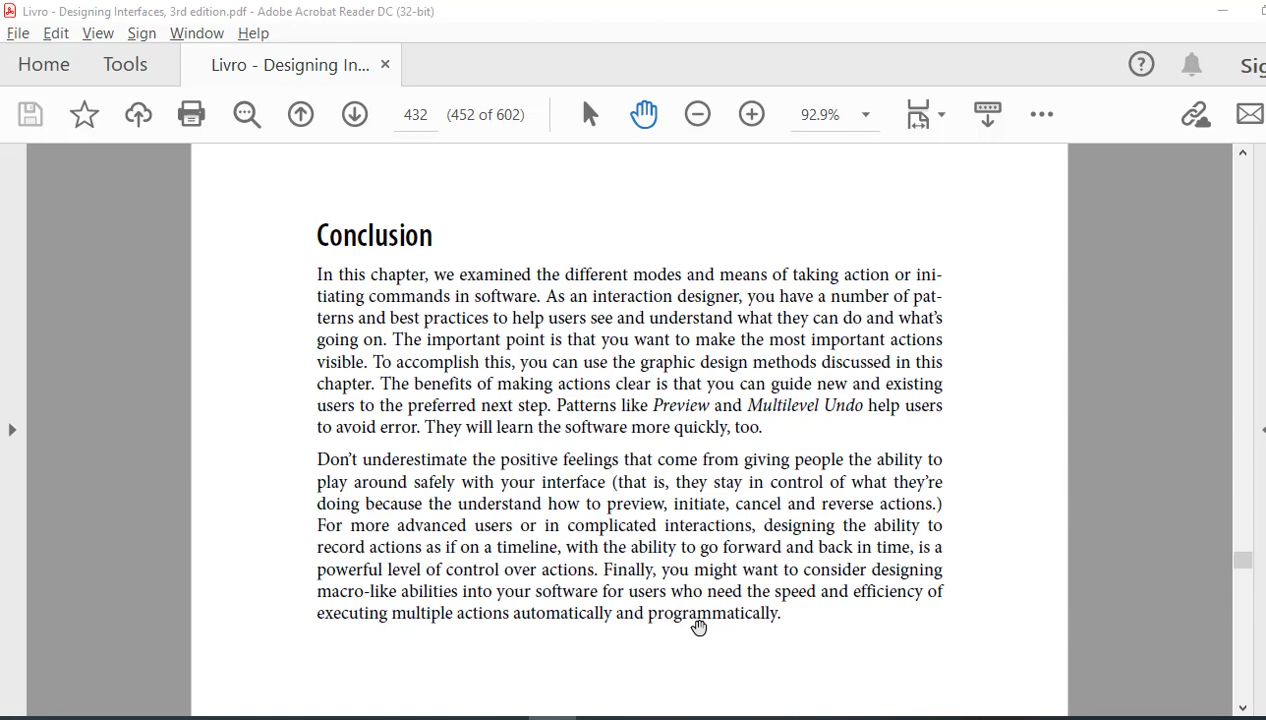 Livro - Designing Interfaces, 3rd edition.pdf - Adobe Acrobat Reader DC (32-bit)
File Edit View Sign Window Help
Home Tools Livro - Designing In... ×
432 (452 of 602) 92.9%
Conclusion
In this chapter, we examined the different modes and means of taking action or ini-
tiating commands in software. As an interaction designer, you have a number of pat-
terns and best practices to help users see and understand what they can do and what’s
going on. The important point is that you want to make the most important actions
visible. To accomplish this, you can use the graphic design methods discussed in this
chapter. The benefits of making actions clear is that you can guide new and existing
users to the preferred next step. Patterns like Preview and Multilevel Undo help users
to avoid error. They will learn the software more quickly, too.
Don’t underestimate the positive feelings that come from giving people the ability to
play around safely with your interface (that is, they stay in control of what they’re
doing because the understand how to preview, initiate, cancel and reverse actions.)
For more advanced users or in complicated interactions, designing the ability to
record actions as if on a timeline, with the ability to go forward and back in time, is a
powerful level of control over actions. Finally, you might want to consider designing
macro-like abilities into your software for users who need the speed and efficiency of
executing multiple actions automatically and programmatically.